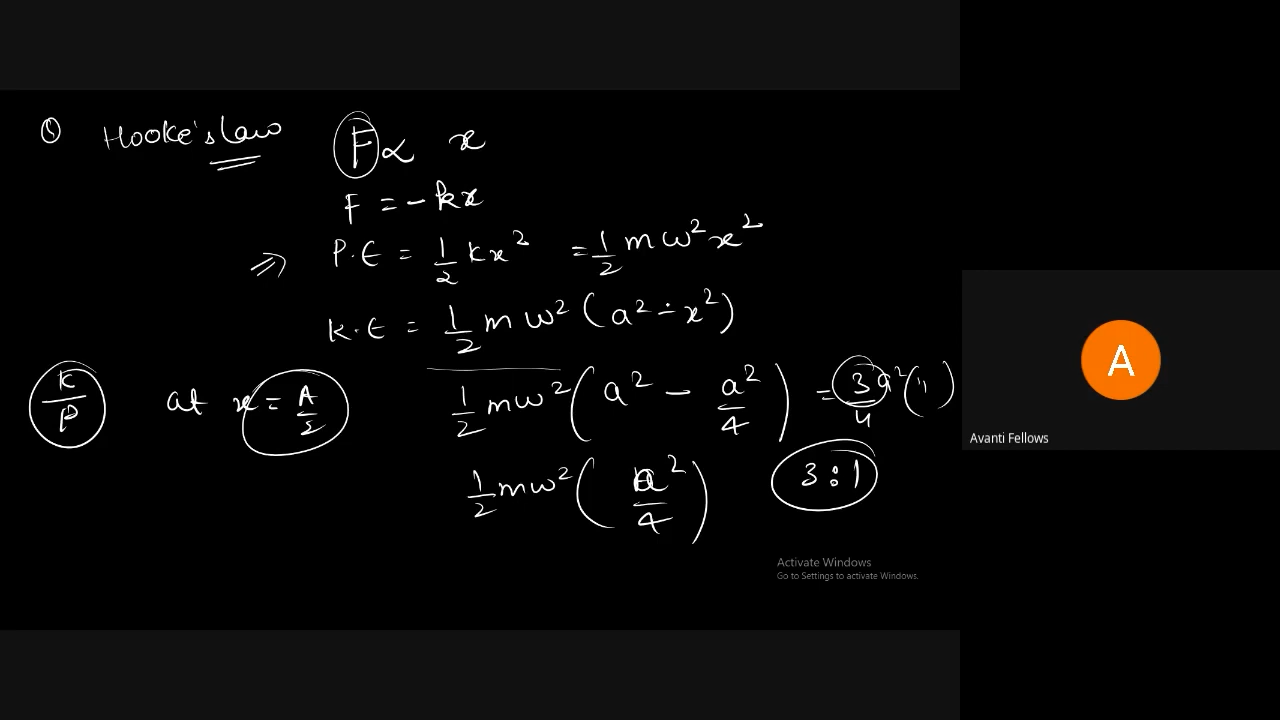 ① Hooke's law F ∝ x
F = - kx
⇒ P.E = 1/2 kx² = 1/2 mω²x²
K.E = 1/2 mω² (a² - x²)
K/P at x = A/2 1/2 mω² (a² - a²/4) = 3/4 a² (")
1/2 mω² (a²/4) 3:1
Avanti Fellows
A
Activate Windows
Go to Settings to activate Windows.